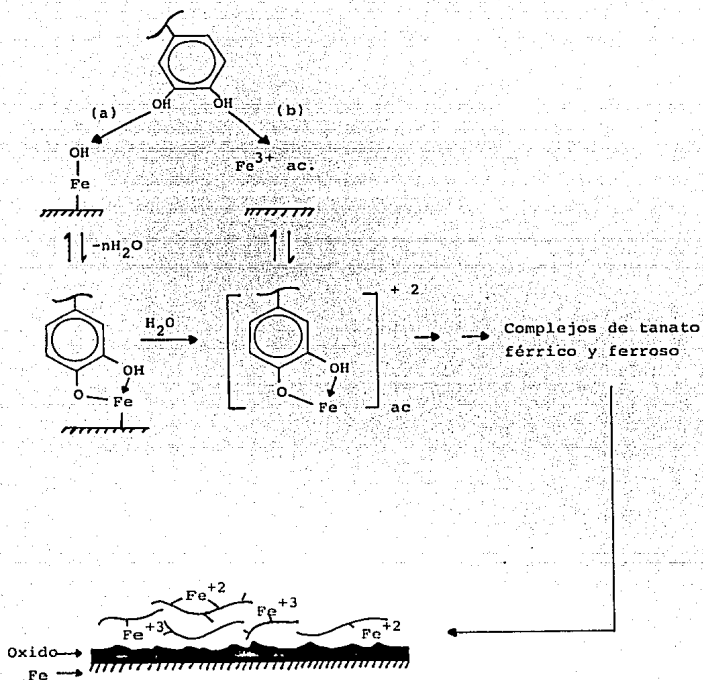 OH
OH
(a)
(b)
OH
Fe
Fe3+ ac.
-nH2O
+ 2
H2O
OH
O
Fe
OH
O
Fe
ac
Complejos de tanato
férrico y ferroso
Fe+2
Fe+3
Fe+3
Fe+2
Oxido
Fe